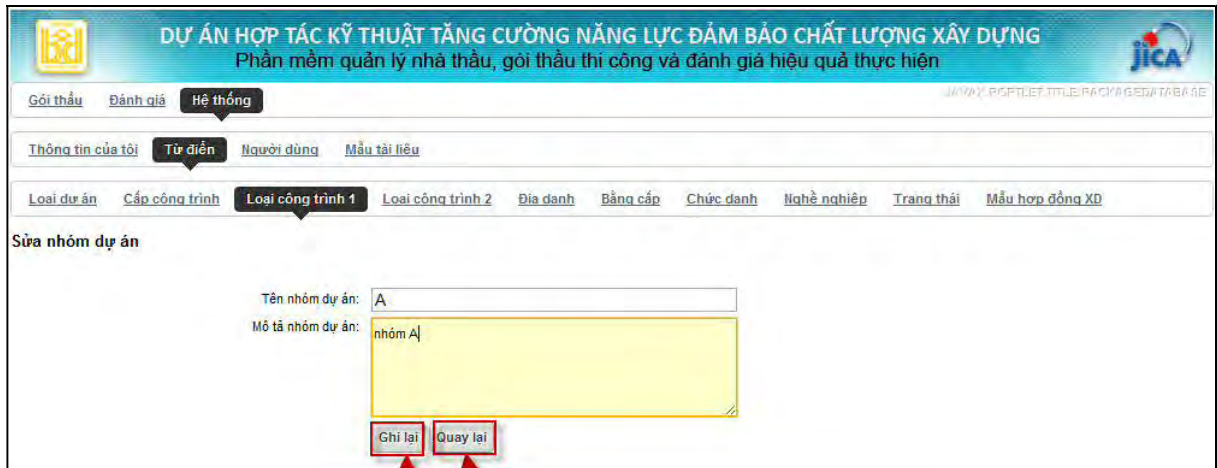 DỰ ÁN HỢP TÁC KỸ THUẬT TĂNG CƯỜNG NĂNG LỰC ĐẢM BẢO CHẤT LƯỢNG XÂY DỰNG
Phần mềm quản lý nhà thầu, gói thầu thi công và đánh giá hiệu quả thực hiện
jica
Gói thầu Đánh giá Hệ thống JAVAX.PORTLET.TITLE.PACKAGEDATABASE
Thông tin của tôi Từ điển Người dùng Mẫu tài liệu
Loại dự án Cấp công trình Loại công trình 1 Loại công trình 2 Địa danh Bằng cấp Chức danh Nghề nghiệp Trạng thái Mẫu hợp đồng XD
Sửa nhóm dự án
Tên nhóm dự án: A
Mô tả nhóm dự án: nhóm A
Ghi lại Quay lại